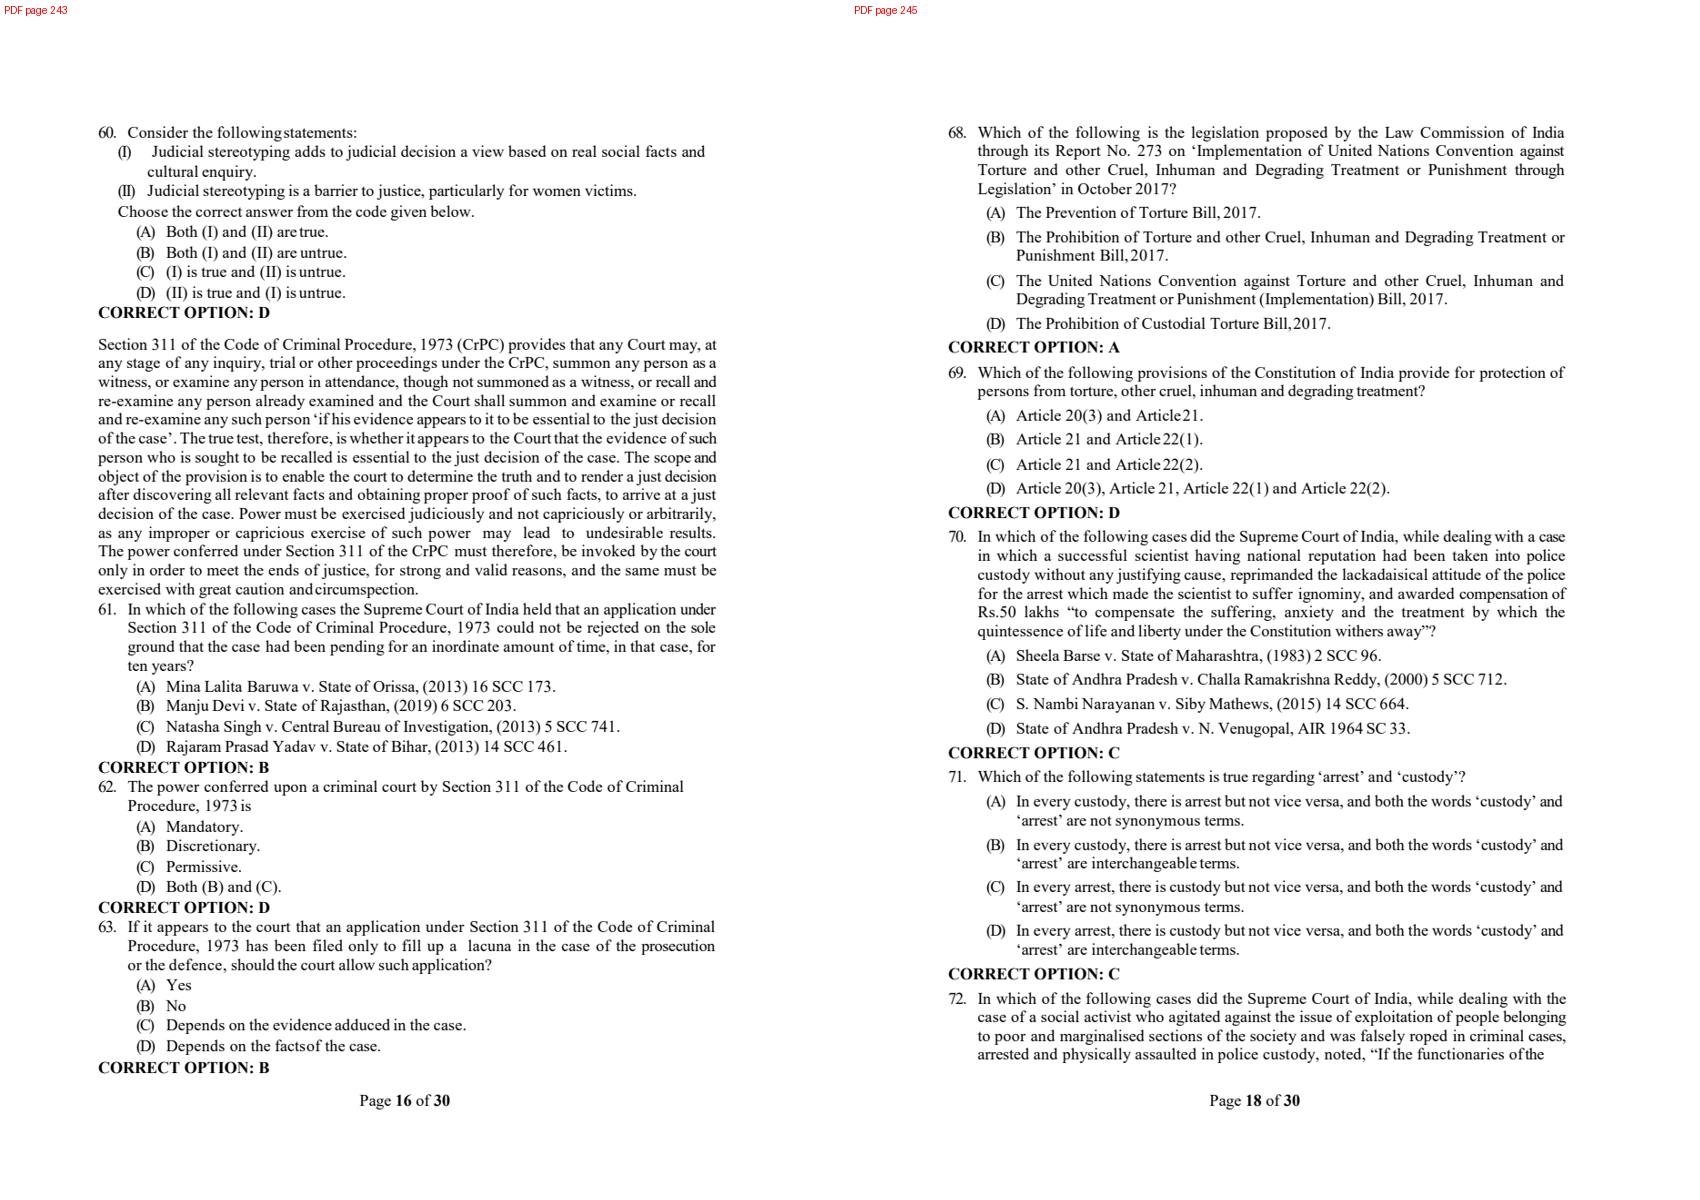 PDF page 243
60. Consider the following statements:
(I) Judicial stereotyping adds to judicial decision a view based on real social facts and
cultural enquiry.
(II) Judicial stereotyping is a barrier to justice, particularly for women victims.
Choose the correct answer from the code given below.
(A) Both (I) and (II) are true.
(B) Both (I) and (II) are untrue.
(C) (I) is true and (II) is untrue.
(D) (II) is true and (I) is untrue.
CORRECT OPTION: D
Section 311 of the Code of Criminal Procedure, 1973 (CrPC) provides that any Court may, at
any stage of any inquiry, trial or other proceedings under the CrPC, summon any person as a
witness, or examine any person in attendance, though not summoned as a witness, or recall and
re-examine any person already examined and the Court shall summon and examine or recall
and re-examine any such person ‘if his evidence appears to it to be essential to the just decision
of the case’. The true test, therefore, is whether it appears to the Court that the evidence of such
person who is sought to be recalled is essential to the just decision of the case. The scope and
object of the provision is to enable the court to determine the truth and to render a just decision
after discovering all relevant facts and obtaining proper proof of such facts, to arrive at a just
decision of the case. Power must be exercised judiciously and not capriciously or arbitrarily,
as any improper or capricious exercise of such power may lead to undesirable results.
The power conferred under Section 311 of the CrPC must therefore, be invoked by the court
only in order to meet the ends of justice, for strong and valid reasons, and the same must be
exercised with great caution and circumspection.
61. In which of the following cases the Supreme Court of India held that an application under
Section 311 of the Code of Criminal Procedure, 1973 could not be rejected on the sole
ground that the case had been pending for an inordinate amount of time, in that case, for
ten years?
(A) Mina Lalita Baruwa v. State of Orissa, (2013) 16 SCC 173.
(B) Manju Devi v. State of Rajasthan, (2019) 6 SCC 203.
(C) Natasha Singh v. Central Bureau of Investigation, (2013) 5 SCC 741.
(D) Rajaram Prasad Yadav v. State of Bihar, (2013) 14 SCC 461.
CORRECT OPTION: B
62. The power conferred upon a criminal court by Section 311 of the Code of Criminal
Procedure, 1973 is
(A) Mandatory.
(B) Discretionary.
(C) Permissive.
(D) Both (B) and (C).
CORRECT OPTION: D
63. If it appears to the court that an application under Section 311 of the Code of Criminal
Procedure, 1973 has been filed only to fill up a lacuna in the case of the prosecution
or the defence, should the court allow such application?
(A) Yes
(B) No
(C) Depends on the evidence adduced in the case.
(D) Depends on the facts of the case.
CORRECT OPTION: B
Page 16 of 30
PDF page 245
68. Which of the following is the legislation proposed by the Law Commission of India
through its Report No. 273 on ‘Implementation of United Nations Convention against
Torture and other Cruel, Inhuman and Degrading Treatment or Punishment through
Legislation’ in October 2017?
(A) The Prevention of Torture Bill, 2017.
(B) The Prohibition of Torture and other Cruel, Inhuman and Degrading Treatment or
Punishment Bill, 2017.
(C) The United Nations Convention against Torture and other Cruel, Inhuman and
Degrading Treatment or Punishment (Implementation) Bill, 2017.
(D) The Prohibition of Custodial Torture Bill, 2017.
CORRECT OPTION: A
69. Which of the following provisions of the Constitution of India provide for protection of
persons from torture, other cruel, inhuman and degrading treatment?
(A) Article 20(3) and Article 21.
(B) Article 21 and Article 22(1).
(C) Article 21 and Article 22(2).
(D) Article 20(3), Article 21, Article 22(1) and Article 22(2).
CORRECT OPTION: D
70. In which of the following cases did the Supreme Court of India, while dealing with a case
in which a successful scientist having national reputation had been taken into police
custody without any justifying cause, reprimanded the lackadaisical attitude of the police
for the arrest which made the scientist to suffer ignominy, and awarded compensation of
Rs.50 lakhs “to compensate the suffering, anxiety and the treatment by which the
quintessence of life and liberty under the Constitution withers away”?
(A) Sheela Barse v. State of Maharashtra, (1983) 2 SCC 96.
(B) State of Andhra Pradesh v. Challa Ramakrishna Reddy, (2000) 5 SCC 712.
(C) S. Nambi Narayanan v. Siby Mathews, (2015) 14 SCC 664.
(D) State of Andhra Pradesh v. N. Venugopal, AIR 1964 SC 33.
CORRECT OPTION: C
71. Which of the following statements is true regarding ‘arrest’ and ‘custody’?
(A) In every custody, there is arrest but not vice versa, and both the words ‘custody’ and
‘arrest’ are not synonymous terms.
(B) In every custody, there is arrest but not vice versa, and both the words ‘custody’ and
‘arrest’ are interchangeable terms.
(C) In every arrest, there is custody but not vice versa, and both the words ‘custody’ and
‘arrest’ are not synonymous terms.
(D) In every arrest, there is custody but not vice versa, and both the words ‘custody’ and
‘arrest’ are interchangeable terms.
CORRECT OPTION: C
72. In which of the following cases did the Supreme Court of India, while dealing with the
case of a social activist who agitated against the issue of exploitation of people belonging
to poor and marginalised sections of the society and was falsely roped in criminal cases,
arrested and physically assaulted in police custody, noted, “If the functionaries of the
Page 18 of 30